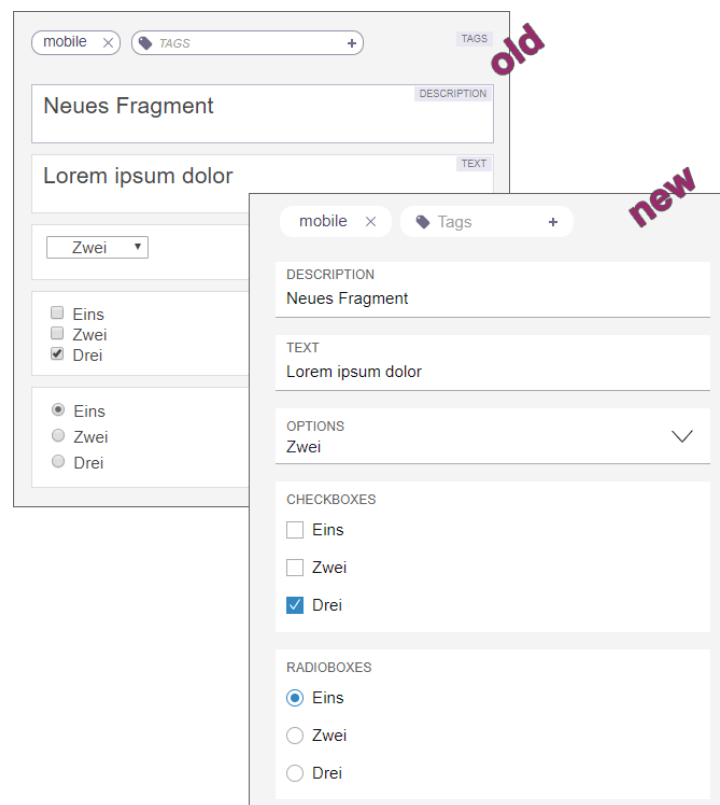 mobile
TAGS
TAGS
old
DESCRIPTION
Neues Fragment
TEXT
Lorem ipsum dolor
Zwei
Eins
Zwei
Drei
Eins
Zwei
Drei
new
mobile
Tags
DESCRIPTION
Neues Fragment
TEXT
Lorem ipsum dolor
OPTIONS
Zwei
CHECKBOXES
Eins
Zwei
Drei
RADIOBOXES
Eins
Zwei
Drei